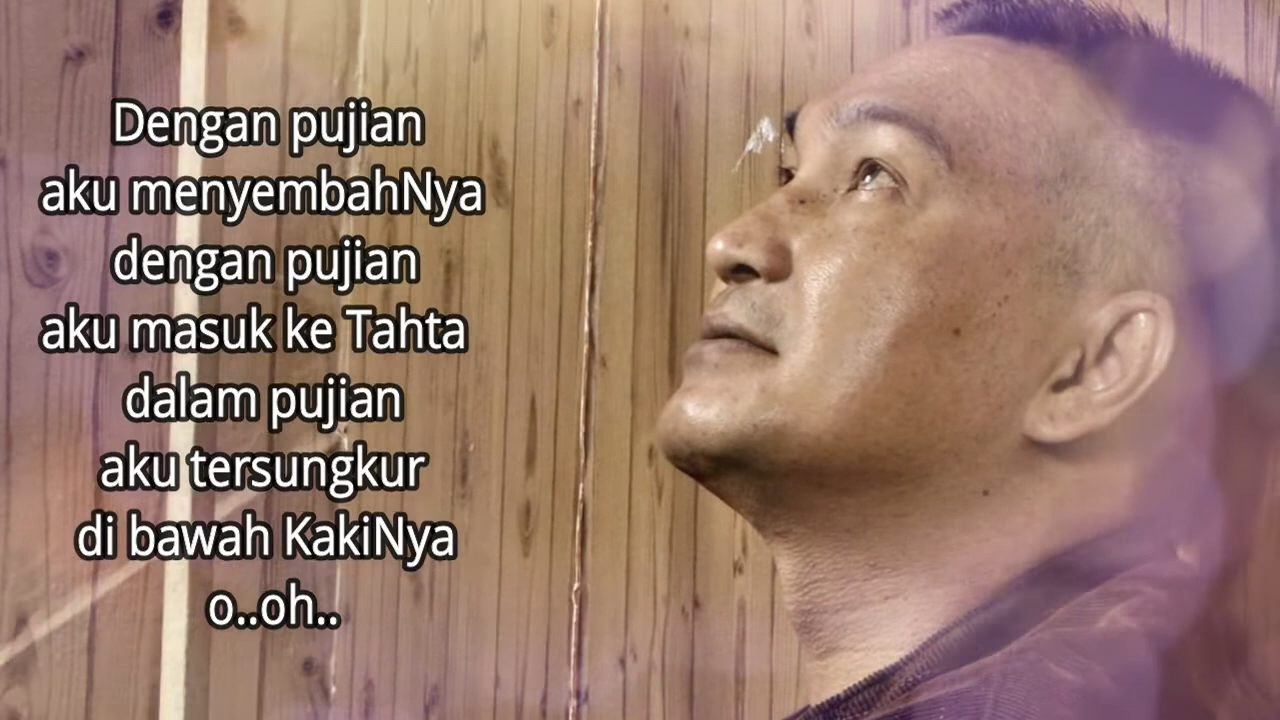 Dengan pujian
aku menyembahNya
dengan pujian
aku masuk ke Tahta
dalam pujian
aku tersungkur
di bawah KakiNya
o..oh..